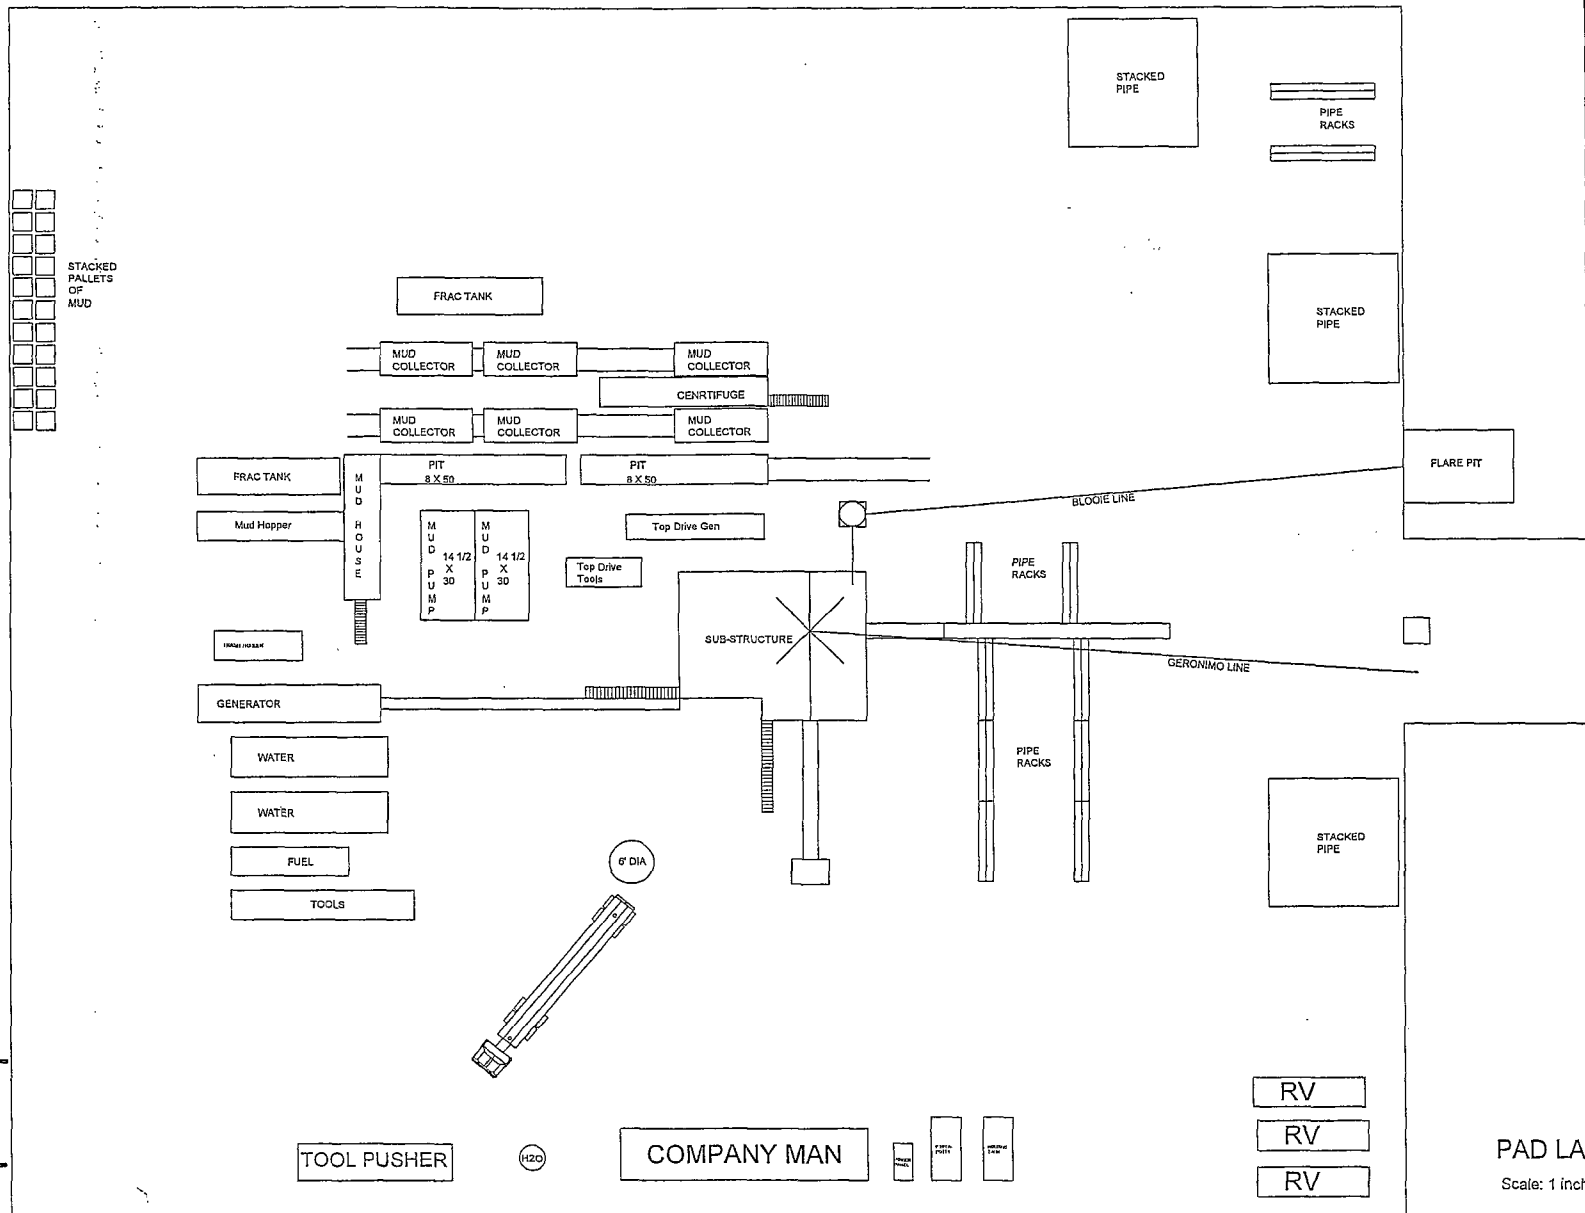 STACKED
PIPE
PIPE
RACKS
STACKED
PALLETS
OF
MUD
FRAC TANK
STACKED
PIPE
MUD
COLLECTOR
MUD
COLLECTOR
MUD
COLLECTOR
CENRTIFUGE
MUD
COLLECTOR
MUD
COLLECTOR
MUD
COLLECTOR
FRAC TANK
MUD HOUSE
PIT
8 X 50
PIT
8 X 50
FLARE PIT
BLOOIE LINE
Mud Hopper
MUD PUMP
14 1/2
X
30
MUD PUMP
14 1/2
X
30
Top Drive Gen
Top Drive
Tools
PIPE
RACKS
SUB-STRUCTURE
GERONIMO LINE
GENERATOR
WATER
PIPE
RACKS
WATER
STACKED
PIPE
FUEL
6' DIA
TOOLS
RV
RV
RV
TOOL PUSHER
H2O
COMPANY MAN
PAD LA
Scale: 1 inch